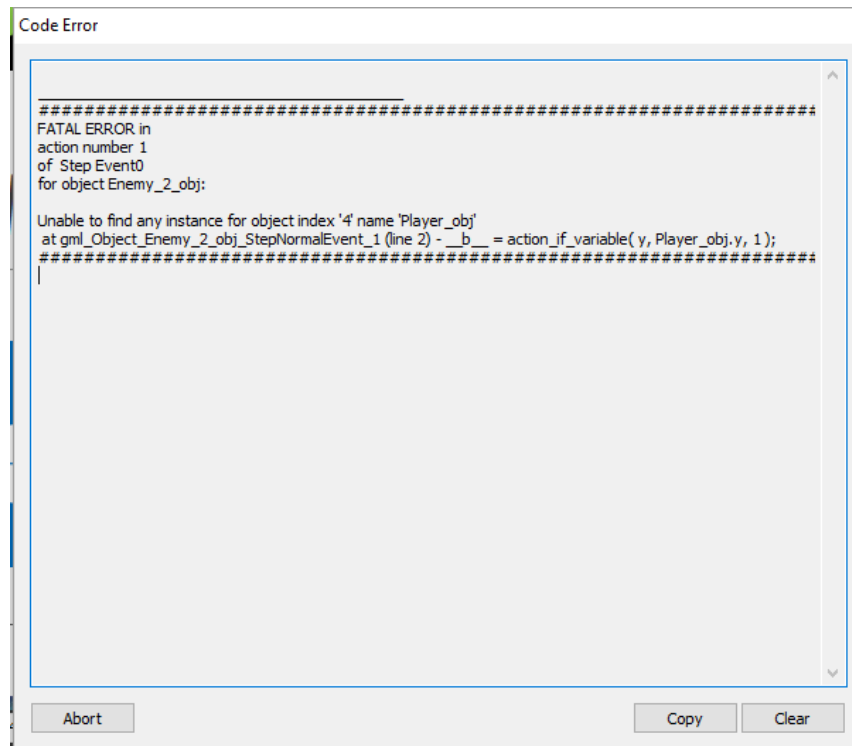 Code Error
________________________________________
####################################################################
FATAL ERROR in
action number 1
of  Step Event0
for object Enemy_2_obj:
Unable to find any instance for object index '4' name 'Player_obj'
 at gml_Object_Enemy_2_obj_StepNormalEvent_1 (line 2) - __b__ = action_if_variable( y, Player_obj.y, 1 );
####################################################################
Abort
Copy
Clear